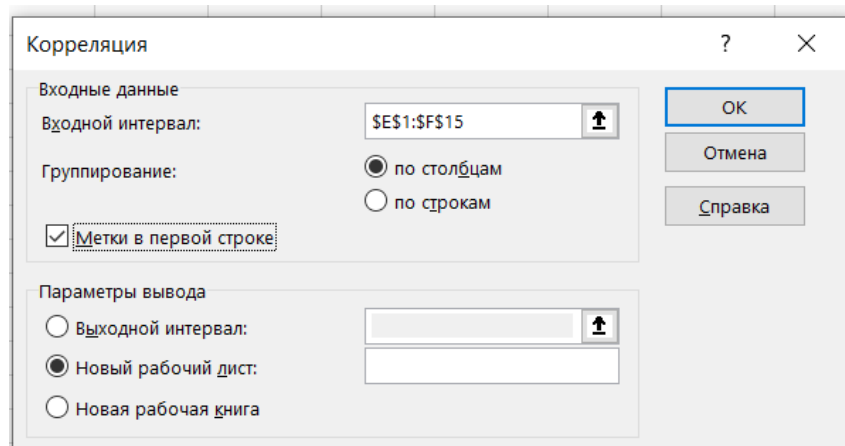 Корреляция ?
Входные данные
Входной интервал: $E$1:$F$15
Группирование: по столбцам
по строкам
Метки в первой строке
OK
Отмена
Справка
Параметры вывода
Выходной интервал:
Новый рабочий лист:
Новая рабочая книга